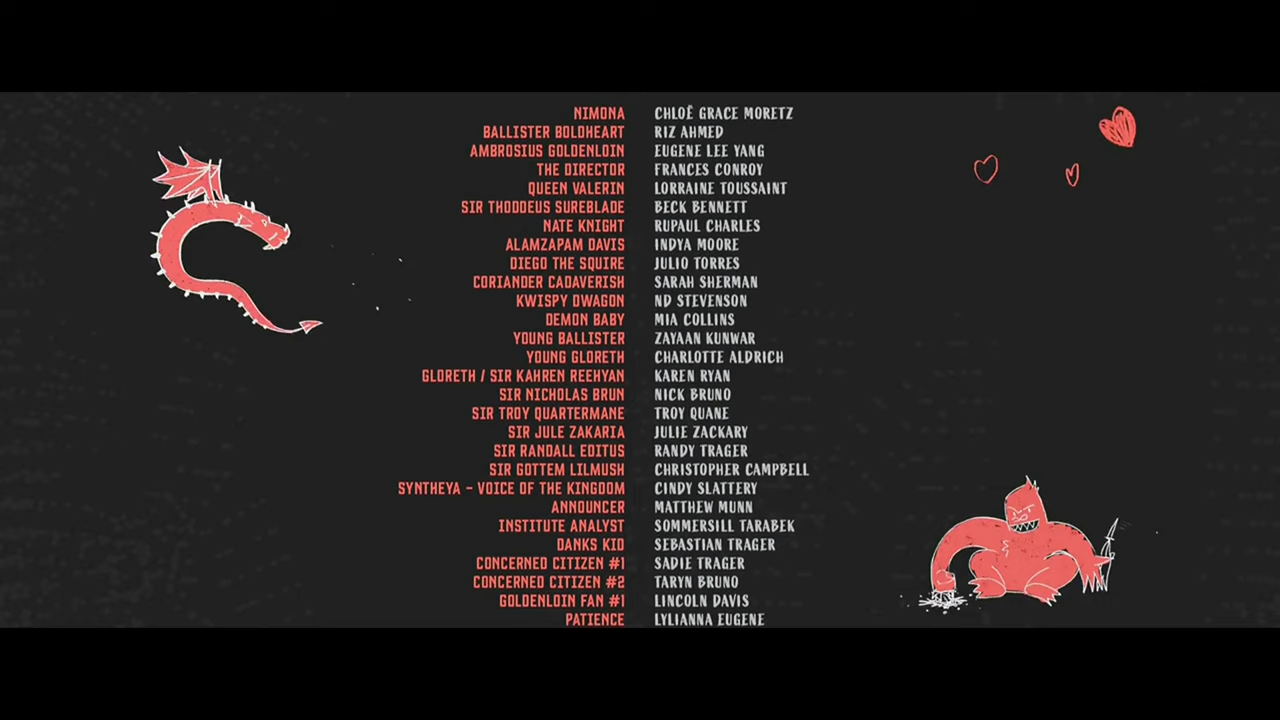 NIMONA CHLOË GRACE MORETZ
BALLISTER BOLDHEART RIZ AHMED
AMBROSIUS GOLDENLOIN EUGENE LEE YANG
THE DIRECTOR FRANCES CONROY
QUEEN VALERIN LORRAINE TOUSSAINT
SIR THODDEUS SUREBLADE BECK BENNETT
NATE KNIGHT RUPAUL CHARLES
ALAMZAPAM DAVIS INDYA MOORE
DIEGO THE SQUIRE JULIO TORRES
CORIANDER CADAVERISH SARAH SHERMAN
KWISPY DWAGON ND STEVENSON
DEMON BABY MIA COLLINS
YOUNG BALLISTER ZAYAAN KUNWAR
YOUNG GLORETH CHARLOTTE ALDRICH
GLORETH / SIR KAHREN REEHYAN KAREN RYAN
SIR NICHOLAS BRUN NICK BRUNO
SIR TROY QUARTERMANE TROY QUANE
SIR JULE ZAKARIA JULIE ZACKARY
SIR RANDALL EDITUS RANDY TRAGER
SIR GOTTEM LILMUSH CHRISTOPHER CAMPBELL
SYNTHEYA – VOICE OF THE KINGDOM CINDY SLATTERY
ANNOUNCER MATTHEW MUNN
INSTITUTE ANALYST SOMMERSILL TARABEK
DANKS KID SEBASTIAN TRAGER
CONCERNED CITIZEN #1 SADIE TRAGER
CONCERNED CITIZEN #2 TARYN BRUNO
GOLDENLOIN FAN #1 LINCOLN DAVIS
PATIENCE LYLIANNA EUGENE